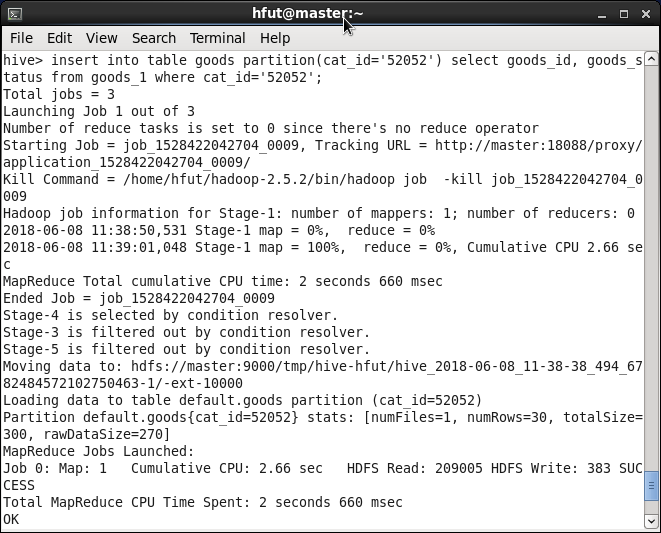 hfut@master:~
File Edit View Search Terminal Help
hive> insert into table goods partition(cat_id='52052') select goods_id, goods_s
tatus from goods_1 where cat_id='52052';
Total jobs = 3
Launching Job 1 out of 3
Number of reduce tasks is set to 0 since there's no reduce operator
Starting Job = job_1528422042704_0009, Tracking URL = http://master:18088/proxy/
application_1528422042704_0009/
Kill Command = /home/hfut/hadoop-2.5.2/bin/hadoop job  -kill job_1528422042704_0
009
Hadoop job information for Stage-1: number of mappers: 1; number of reducers: 0
2018-06-08 11:38:50,531 Stage-1 map = 0%,  reduce = 0%
2018-06-08 11:39:01,048 Stage-1 map = 100%,  reduce = 0%, Cumulative CPU 2.66 se
c
MapReduce Total cumulative CPU time: 2 seconds 660 msec
Ended Job = job_1528422042704_0009
Stage-4 is selected by condition resolver.
Stage-3 is filtered out by condition resolver.
Stage-5 is filtered out by condition resolver.
Moving data to: hdfs://master:9000/tmp/hive-hfut/hive_2018-06-08_11-38-38_494_67
82484572102750463-1/-ext-10000
Loading data to table default.goods partition (cat_id=52052)
Partition default.goods{cat_id=52052} stats: [numFiles=1, numRows=30, totalSize=
300, rawDataSize=270]
MapReduce Jobs Launched:
Job 0: Map: 1   Cumulative CPU: 2.66 sec   HDFS Read: 209005 HDFS Write: 383 SUC
CESS
Total MapReduce CPU Time Spent: 2 seconds 660 msec
OK